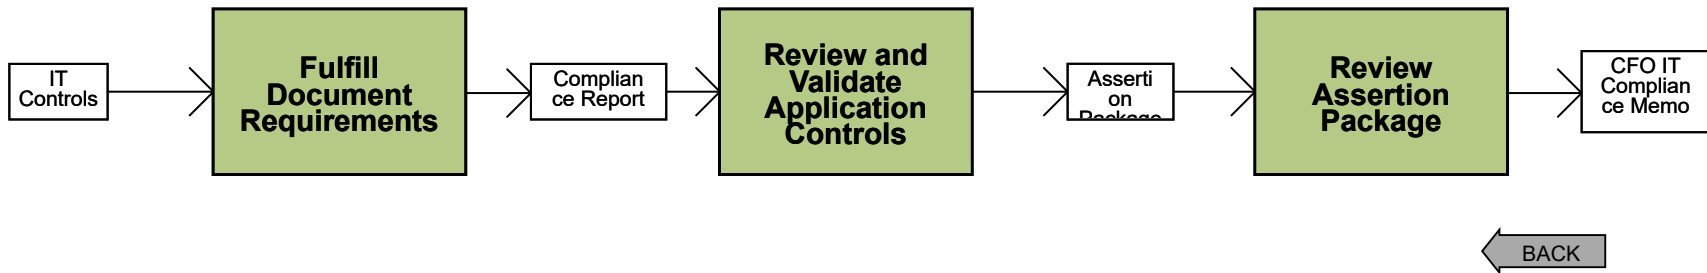 IT
Controls
Fulfill
Document
Requirements
Complian
ce Report
Review and
Validate
Application
Controls
Asserti
on
Package
Review
Assertion
Package
CFO IT
Complian
ce Memo
BACK